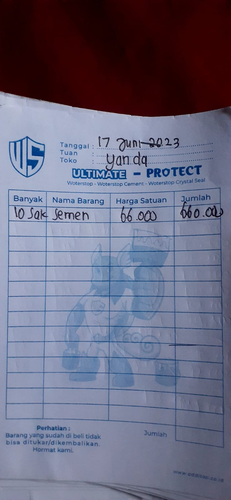 WS
Tanggal : 17 Juni 2023
Tuan
Toko : Yanda
ULTIMATE - PROTECT
Waterstop - Waterstop Cement - Waterstop Crystal Seal
Banyak Nama Barang Harga Satuan Jumlah
10 Sak Semen 66.000 660.000
Perhatian :
Barang yang sudah di beli tidak
bisa ditukar/dikembalikan.
Hormat kami.
Jumlah